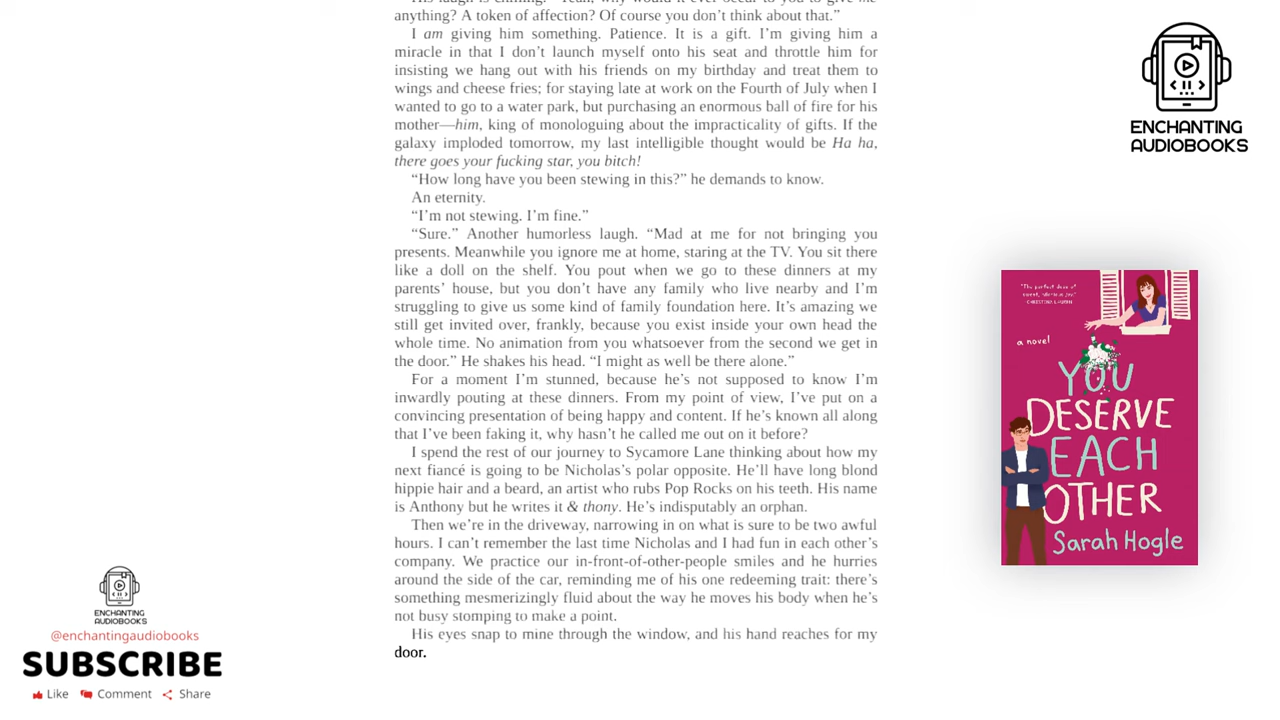 His laugh is chilling. "Yeah, why would it ever occur to you to give me
anything? A token of affection? Of course you don't think about that."
I am giving him something. Patience. It is a gift. I'm giving him a
miracle in that I don't launch myself onto his seat and throttle him for
insisting we hang out with his friends on my birthday and treat them to
wings and cheese fries; for staying late at work on the Fourth of July when I
wanted to go to a water park, but purchasing an enormous ball of fire for his
mother—him, king of monologuing about the impracticality of gifts. If the
galaxy imploded tomorrow, my last intelligible thought would be Ha ha,
there goes your fucking star, you bitch!
"How long have you been stewing in this?" he demands to know.
An eternity.
"I'm not stewing. I'm fine."
"Sure." Another humorless laugh. "Mad at me for not bringing you
presents. Meanwhile you ignore me at home, staring at the TV. You sit there
like a doll on the shelf. You pout when we go to these dinners at my
parents' house, but you don't have any family who live nearby and I'm
struggling to give us some kind of family foundation here. It's amazing we
still get invited over, frankly, because you exist inside your own head the
whole time. No animation from you whatsoever from the second we get in
the door." He shakes his head. "I might as well be there alone."
For a moment I'm stunned, because he's not supposed to know I'm
inwardly pouting at these dinners. From my point of view, I've put on a
convincing presentation of being happy and content. If he's known all along
that I've been faking it, why hasn't he called me out on it before?
I spend the rest of our journey to Sycamore Lane thinking about how my
next fiancé is going to be Nicholas's polar opposite. He'll have long blond
hippie hair and a beard, an artist who rubs Pop Rocks on his teeth. His name
is Anthony but he writes it & thony. He's indisputably an orphan.
Then we're in the driveway, narrowing in on what is sure to be two awful
hours. I can't remember the last time Nicholas and I had fun in each other's
company. We practice our in-front-of-other-people smiles and he hurries
around the side of the car, reminding me of his one redeeming trait: there's
something mesmerizingly fluid about the way he moves his body when he's
not busy stomping to make a point.
His eyes snap to mine through the window, and his hand reaches for my
door.
ENCHANTING
AUDIOBOOKS
"The perfect dose of
-CHRISTINA LAUREN
a novel
YOU
DESERVE
EACH
OTHER
Sarah Hogle
ENCHANTING
AUDIOBOOKS
@enchantingaudiobooks
SUBSCRIBE
Like Comment Share